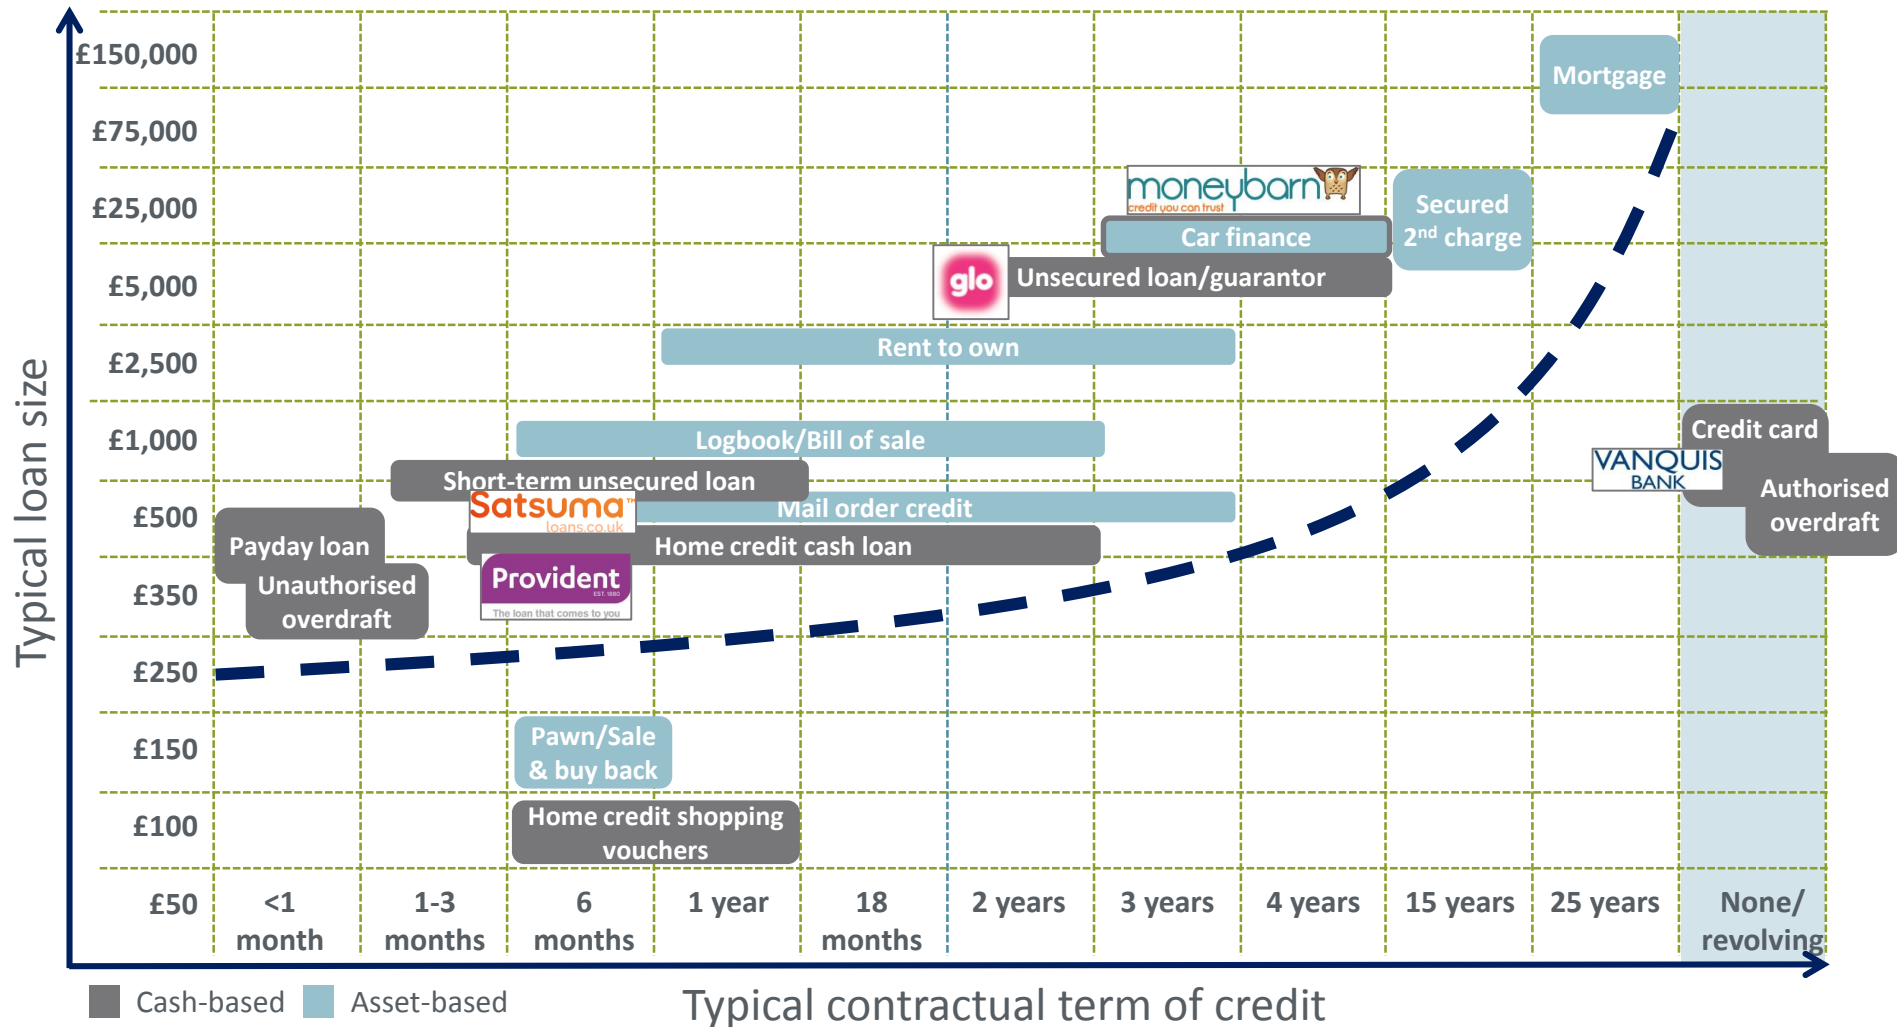 Typical loan size
£150,000
£75,000
£25,000
£5,000
£2,500
£1,000
£500
£350
£250
£150
£100
£50
Mortgage
moneybarn
credit you can trust
Car finance
Secured
2nd charge
glo
Unsecured loan/guarantor
Rent to own
Logbook/Bill of sale
Short-term unsecured loan
Satsuma™
loans.co.uk
Mail order credit
Home credit cash loan
Provident
EST. 1880
The loan that comes to you
Payday loan
Unauthorised
overdraft
Credit card
VANQUIS
BANK
Authorised
overdraft
Pawn/Sale
& buy back
Home credit shopping
vouchers
<1
month
1-3
months
6
months
1 year
18
months
2 years
3 years
4 years
15 years
25 years
None/
revolving
Cash-based
Asset-based
Typical contractual term of credit